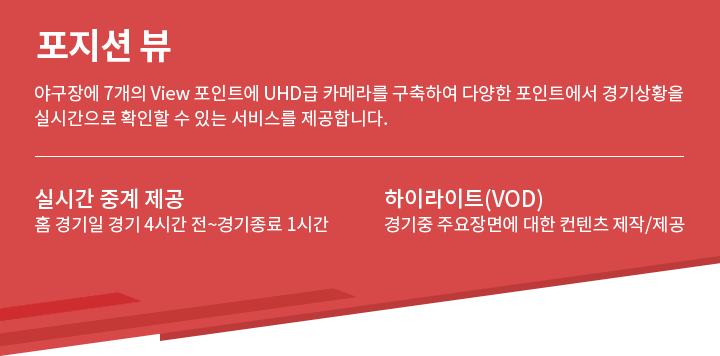 포지션 뷰
야구장에 7개의 View 포인트에 UHD급 카메라를 구축하여 다양한 포인트에서 경기상황을
실시간으로 확인할 수 있는 서비스를 제공합니다.
실시간 중계 제공
홈 경기일 경기 4시간 전~경기종료 1시간
하이라이트(VOD)
경기중 주요장면에 대한 컨텐츠 제작/제공